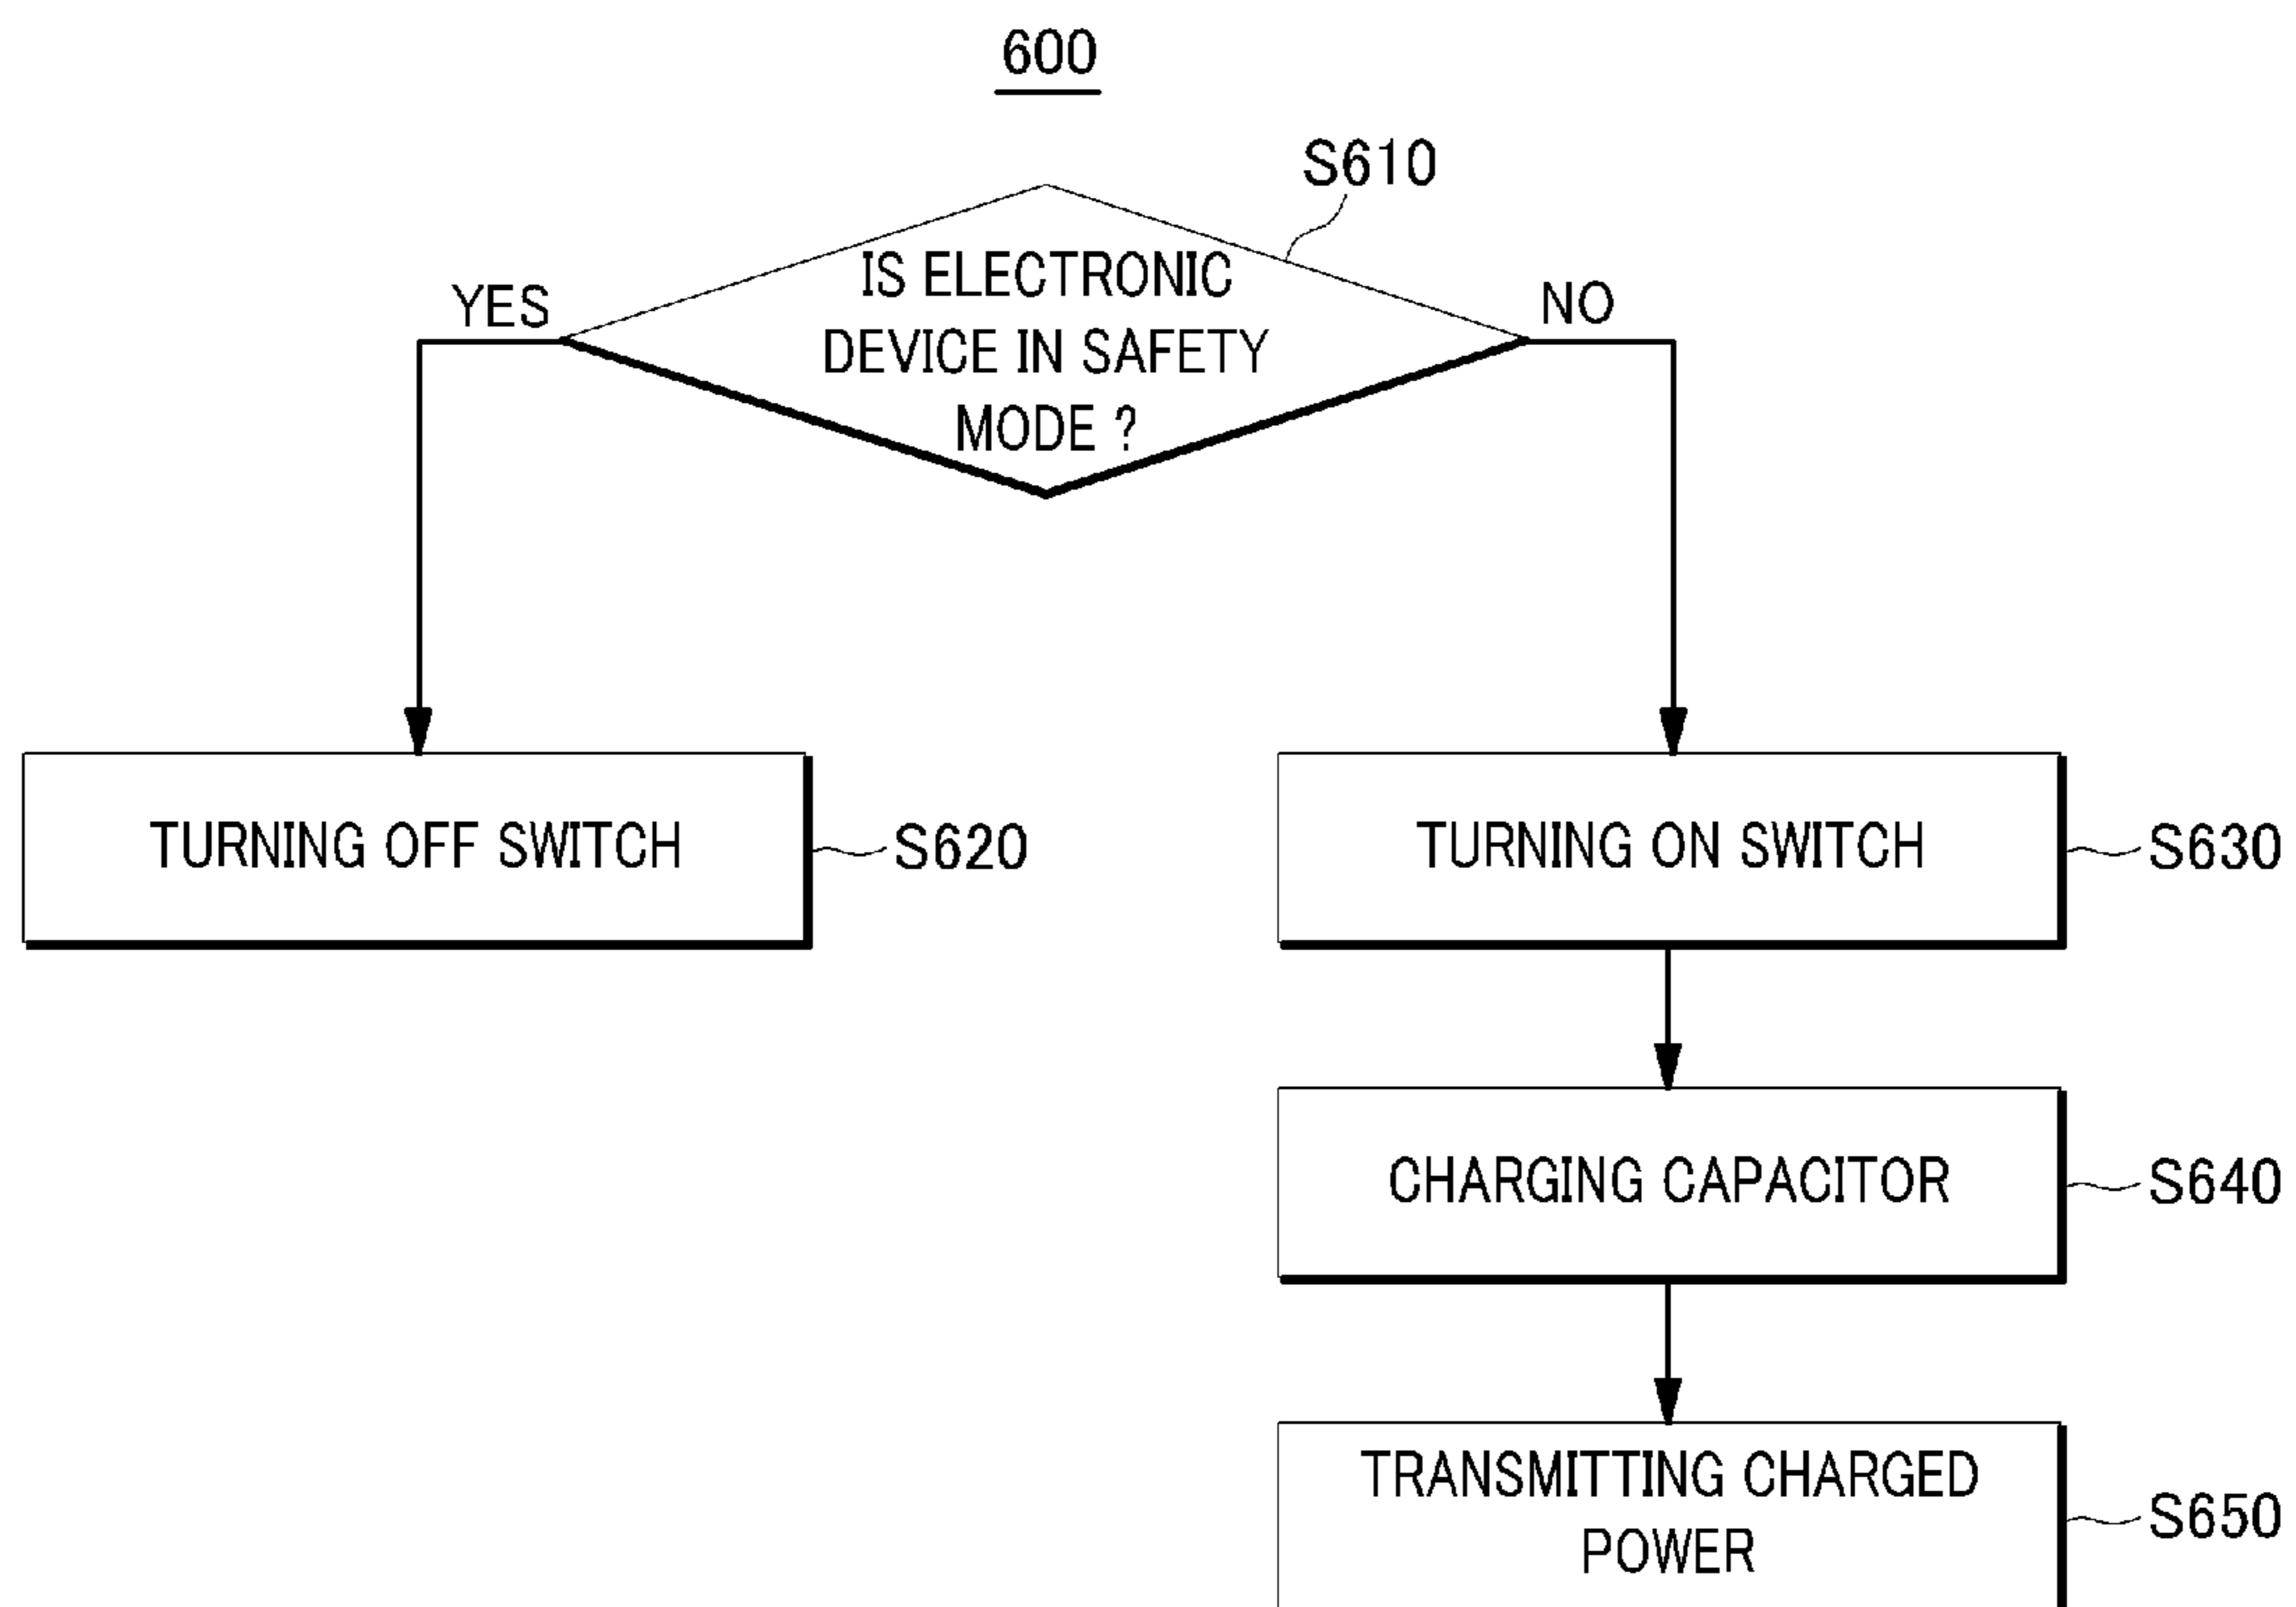 600
S610
IS ELECTRONIC
DEVICE IN SAFETY
MODE ?
YES
NO
TURNING OFF SWITCH
S620
TURNING ON SWITCH
S630
CHARGING CAPACITOR
S640
TRANSMITTING CHARGED
POWER
S650